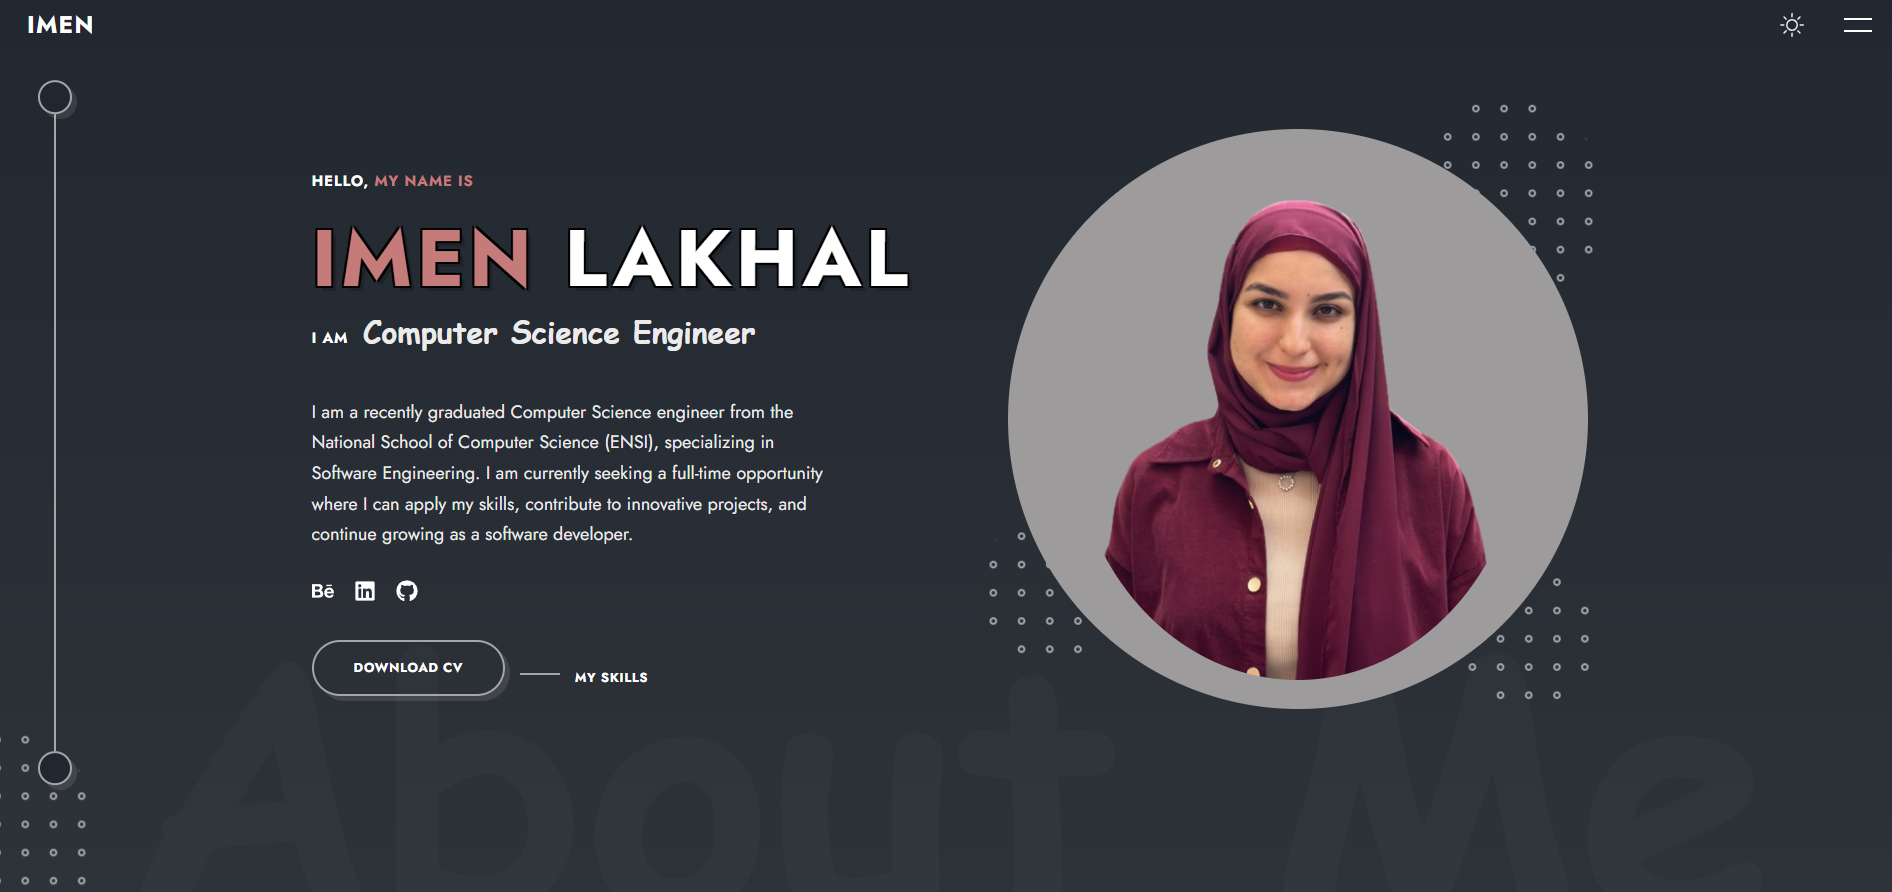 IMEN
HELLO, MY NAME IS
IMEN LAKHAL
I AM Computer Science Engineer
I am a recently graduated Computer Science engineer from the
National School of Computer Science (ENSI), specializing in
Software Engineering. I am currently seeking a full-time opportunity
where I can apply my skills, contribute to innovative projects, and
continue growing as a software developer.
Bē in
DOWNLOAD CV
MY SKILLS
About Me